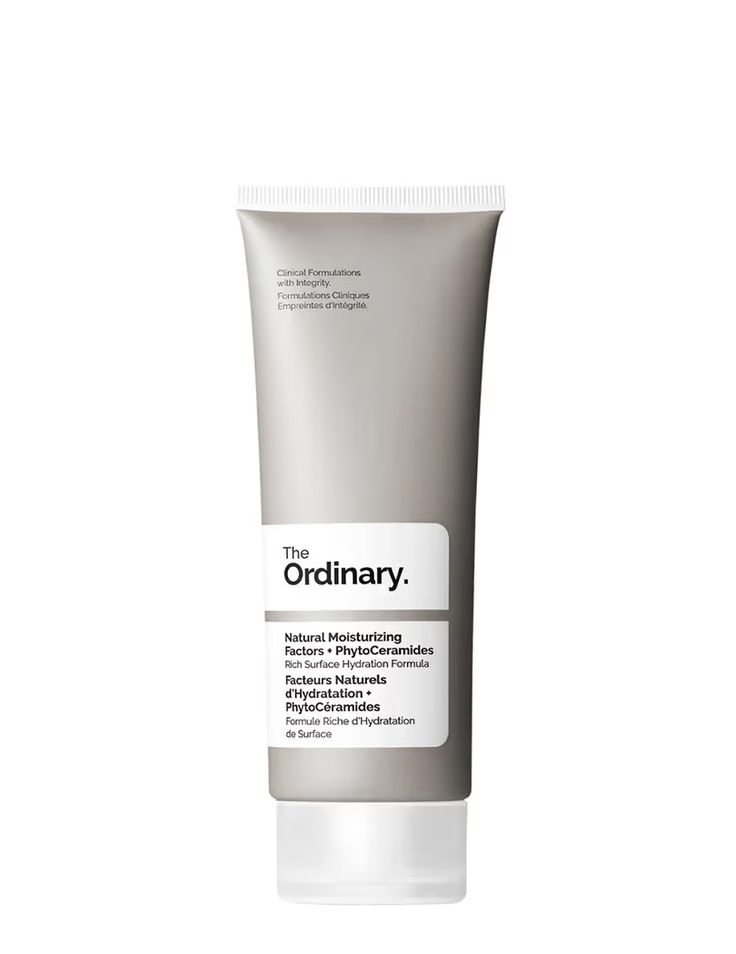 Clinical Formulations
with Integrity.
Formulations Cliniques
Empreintes d'Intégrité.
The
Ordinary.
Natural Moisturizing
Factors + PhytoCeramides
Rich Surface Hydration Formula
Facteurs Naturels
d'Hydratation +
PhytoCéramides
Formule Riche d'Hydratation
de Surface